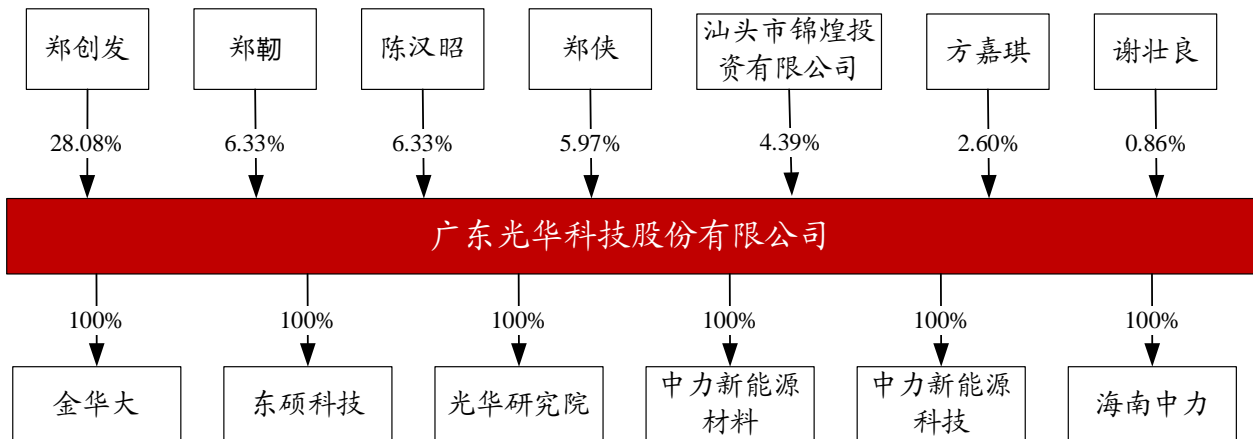 郑创发
郑韧
陈汉昭
郑侠
汕头市锦煌投
资有限公司
方嘉琪
谢壮良
28.08%
6.33%
6.33%
5.97%
4.39%
2.60%
0.86%
广东光华科技股份有限公司
100%
100%
100%
100%
100%
100%
金华大
东硕科技
光华研究院
中力新能源
材料
中力新能源
科技
海南中力